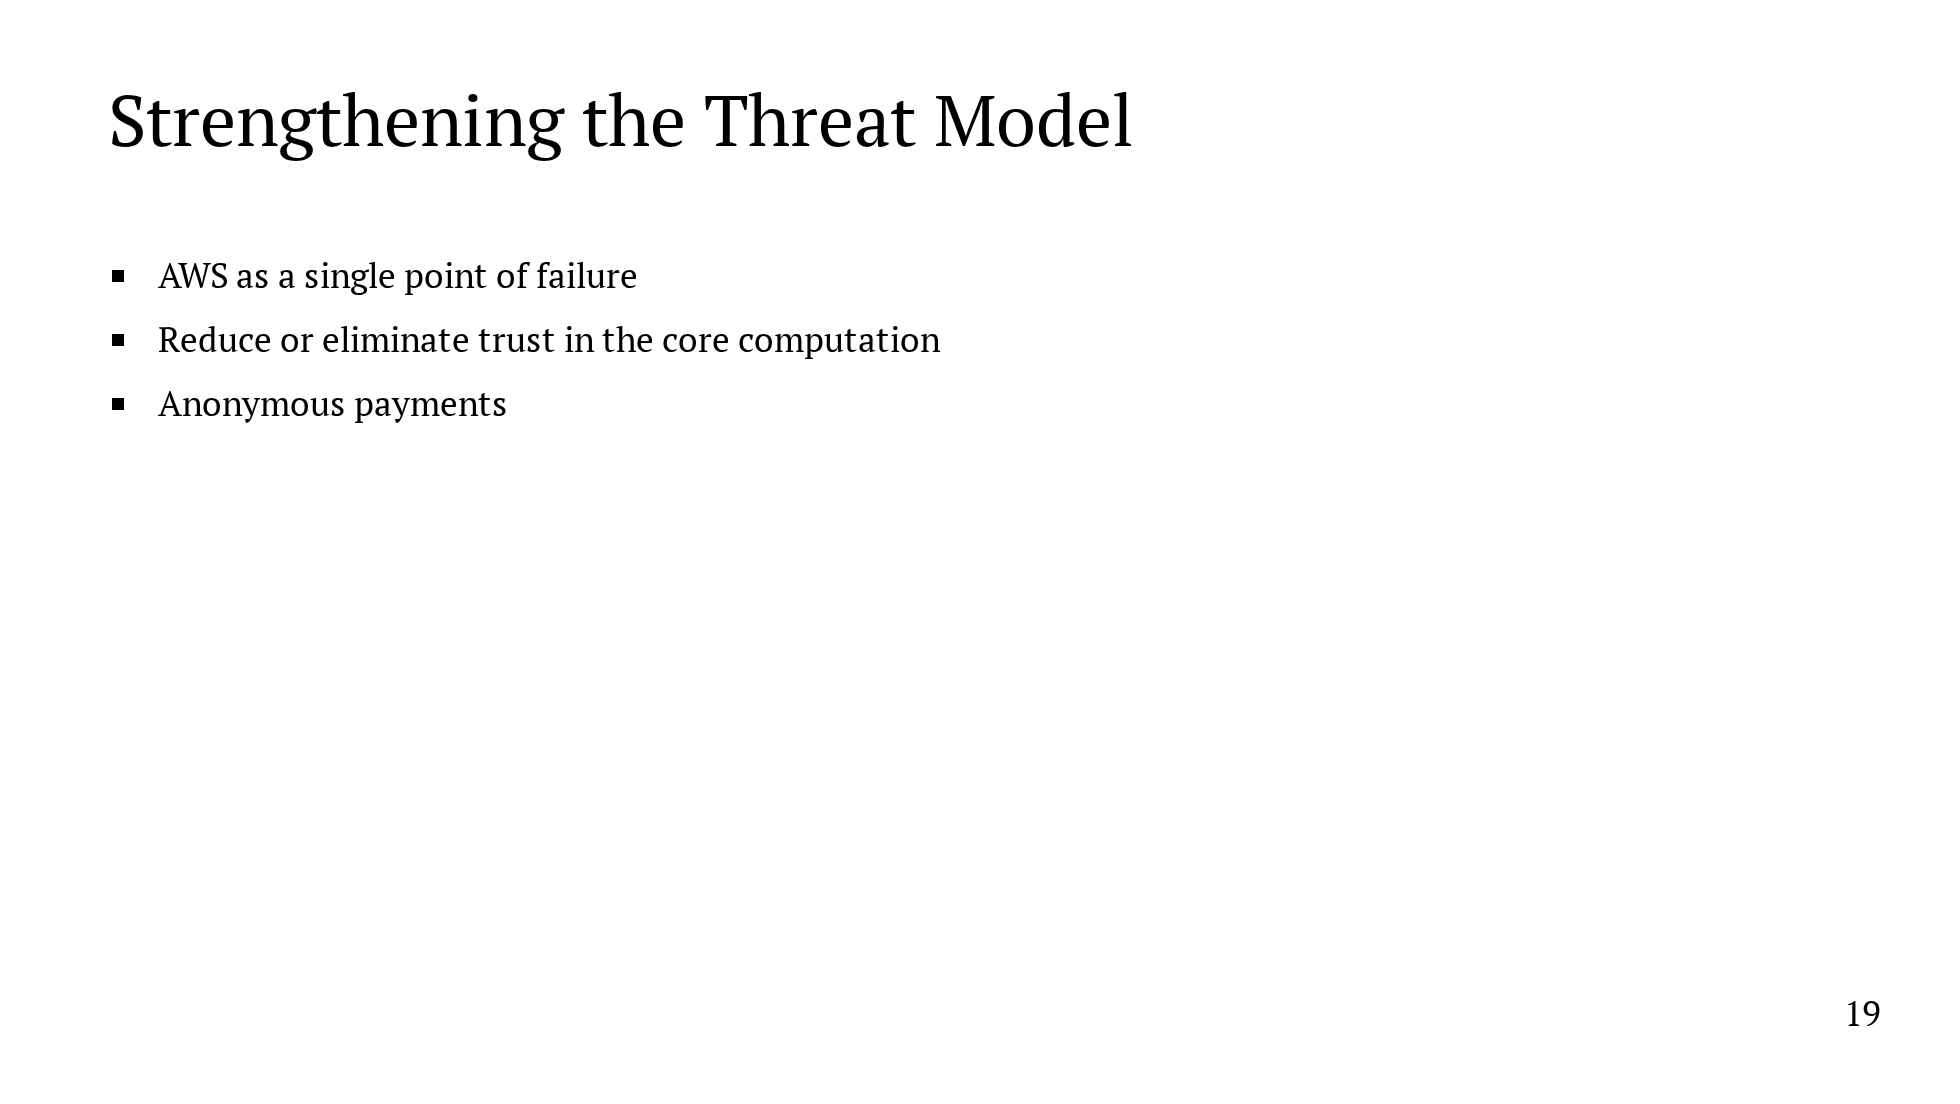 Strengthening the Threat Model
▪ AWS as a single point of failure
▪ Reduce or eliminate trust in the core computation
▪ Anonymous payments
19